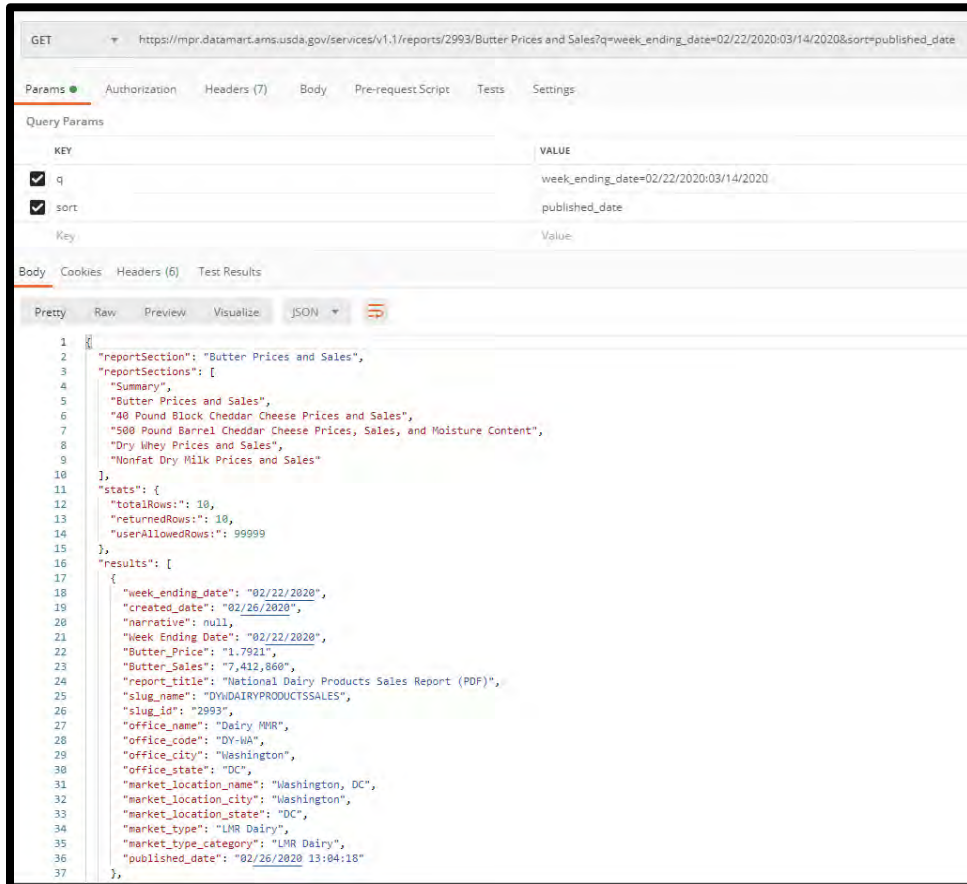 GET https://mpr.datamart.ams.usda.gov/services/v1.1/reports/2993/Butter Prices and Sales?q=week_ending_date=02/22/2020:03/14/2020&sort=published_date
Params Authorization Headers (7) Body Pre-request Script Tests Settings
Query Params
KEY VALUE
q week_ending_date=02/22/2020:03/14/2020
sort published_date
Key Value
Body Cookies Headers (6) Test Results
Pretty Raw Preview Visualize JSON
1 {
2 "reportSection": "Butter Prices and Sales",
3 "reportSections": [
4 "Summary",
5 "Butter Prices and Sales",
6 "40 Pound Block Cheddar Cheese Prices and Sales",
7 "500 Pound Barrel Cheddar Cheese Prices, Sales, and Moisture Content",
8 "Dry Whey Prices and Sales",
9 "Nonfat Dry Milk Prices and Sales"
10 ],
11 "stats": {
12 "totalRows:": 10,
13 "returnedRows:": 10,
14 "userAllowedRows:": 99999
15 },
16 "results": [
17 {
18 "week_ending_date": "02/22/2020",
19 "created_date": "02/26/2020",
20 "narrative": null,
21 "Week Ending Date": "02/22/2020",
22 "Butter_Price": "1.7921",
23 "Butter_Sales": "7,412,860",
24 "report_title": "National Dairy Products Sales Report (PDF)",
25 "slug_name": "DYWDAIRYPRODUCTSSALES",
26 "slug_id": "2993",
27 "office_name": "Dairy MMR",
28 "office_code": "DY-WA",
29 "office_city": "Washington",
30 "office_state": "DC",
31 "market_location_name": "Washington, DC",
32 "market_location_city": "Washington",
33 "market_location_state": "DC",
34 "market_type": "LMR Dairy",
35 "market_type_category": "LMR Dairy",
36 "published_date": "02/26/2020 13:04:18"
37 },